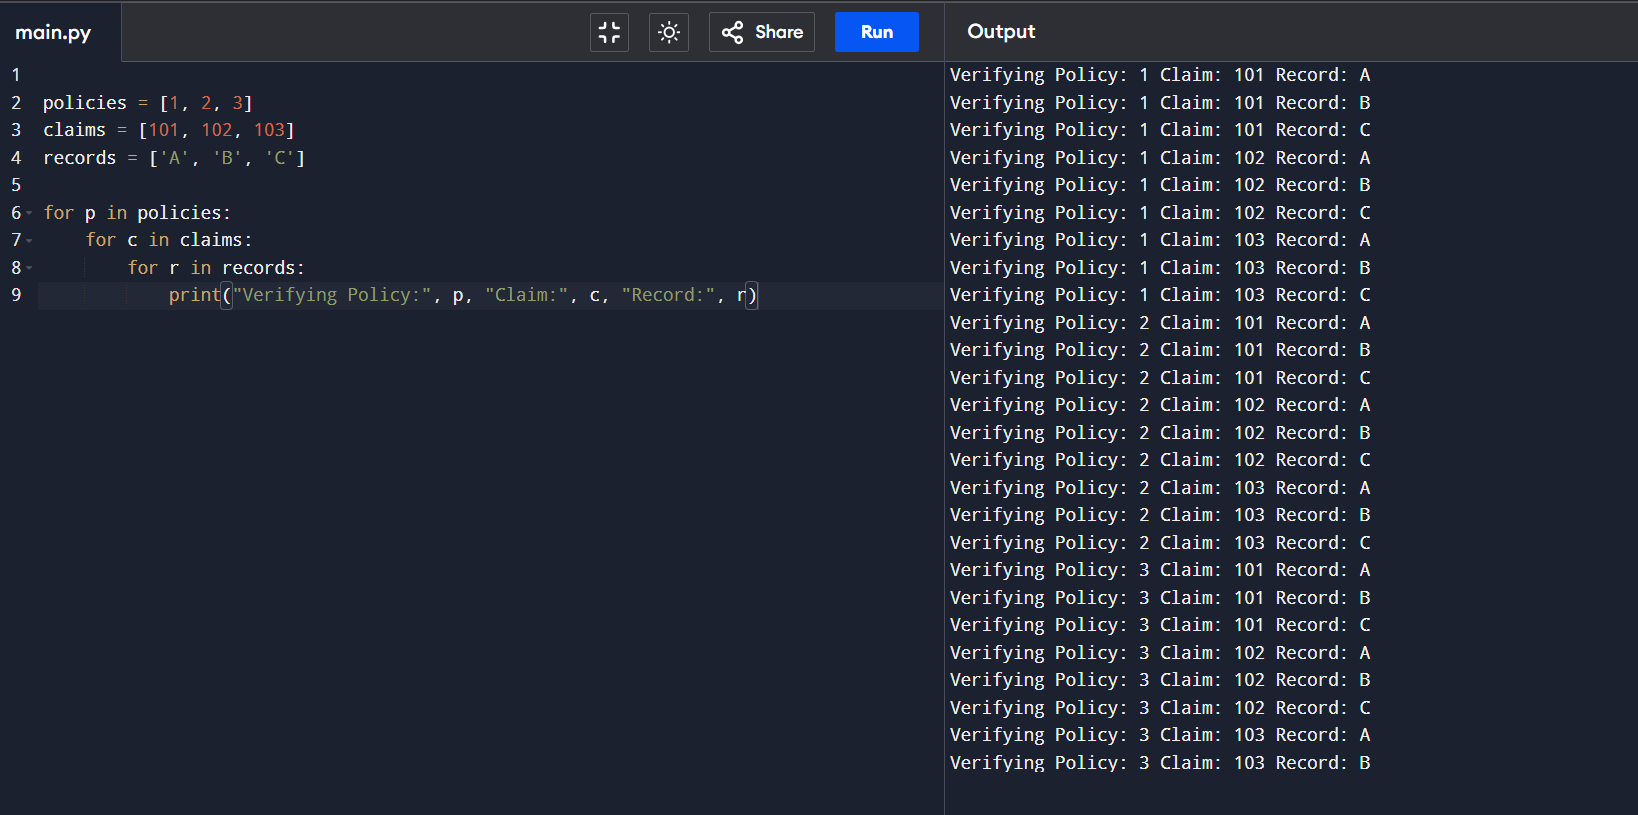 main.py
Share
Run
Output
1
2 policies = [1, 2, 3]
3 claims = [101, 102, 103]
4 records = ['A', 'B', 'C']
5
6 for p in policies:
7     for c in claims:
8         for r in records:
9             print("Verifying Policy:", p, "Claim:", c, "Record:", r)
Verifying Policy: 1 Claim: 101 Record: A
Verifying Policy: 1 Claim: 101 Record: B
Verifying Policy: 1 Claim: 101 Record: C
Verifying Policy: 1 Claim: 102 Record: A
Verifying Policy: 1 Claim: 102 Record: B
Verifying Policy: 1 Claim: 102 Record: C
Verifying Policy: 1 Claim: 103 Record: A
Verifying Policy: 1 Claim: 103 Record: B
Verifying Policy: 1 Claim: 103 Record: C
Verifying Policy: 2 Claim: 101 Record: A
Verifying Policy: 2 Claim: 101 Record: B
Verifying Policy: 2 Claim: 101 Record: C
Verifying Policy: 2 Claim: 102 Record: A
Verifying Policy: 2 Claim: 102 Record: B
Verifying Policy: 2 Claim: 102 Record: C
Verifying Policy: 2 Claim: 103 Record: A
Verifying Policy: 2 Claim: 103 Record: B
Verifying Policy: 2 Claim: 103 Record: C
Verifying Policy: 3 Claim: 101 Record: A
Verifying Policy: 3 Claim: 101 Record: B
Verifying Policy: 3 Claim: 101 Record: C
Verifying Policy: 3 Claim: 102 Record: A
Verifying Policy: 3 Claim: 102 Record: B
Verifying Policy: 3 Claim: 102 Record: C
Verifying Policy: 3 Claim: 103 Record: A
Verifying Policy: 3 Claim: 103 Record: B